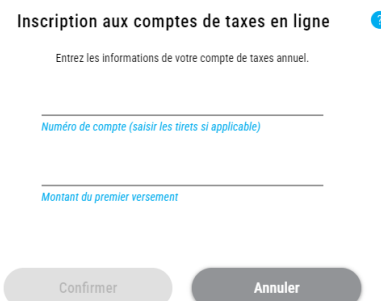 Inscription aux comptes de taxes en ligne
?
Entrez les informations de votre compte de taxes annuel.
Numéro de compte (saisir les tirets si applicable)
Montant du premier versement
Confirmer
Annuler